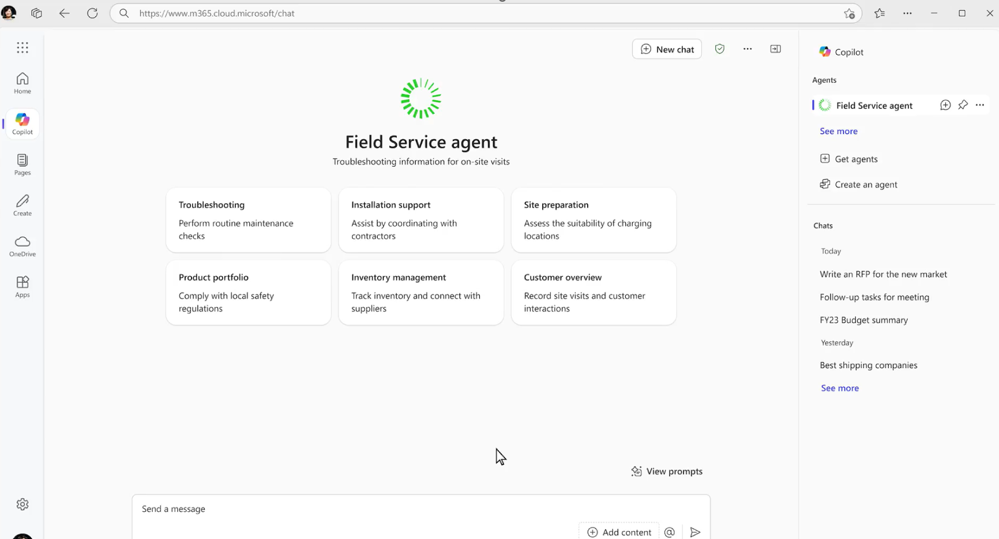 https://www.m365.cloud.microsoft/chat
Home
Copilot
Pages
Create
OneDrive
Apps
New chat
Field Service agent
Troubleshooting information for on-site visits
Troubleshooting
Perform routine maintenance
checks
Installation support
Assist by coordinating with
contractors
Site preparation
Assess the suitability of charging
locations
Product portfolio
Comply with local safety
regulations
Inventory management
Track inventory and connect with
suppliers
Customer overview
Record site visits and customer
interactions
View prompts
Send a message
Add content
Copilot
Agents
Field Service agent
See more
Get agents
Create an agent
Chats
Today
Write an RFP for the new market
Follow-up tasks for meeting
FY23 Budget summary
Yesterday
Best shipping companies
See more